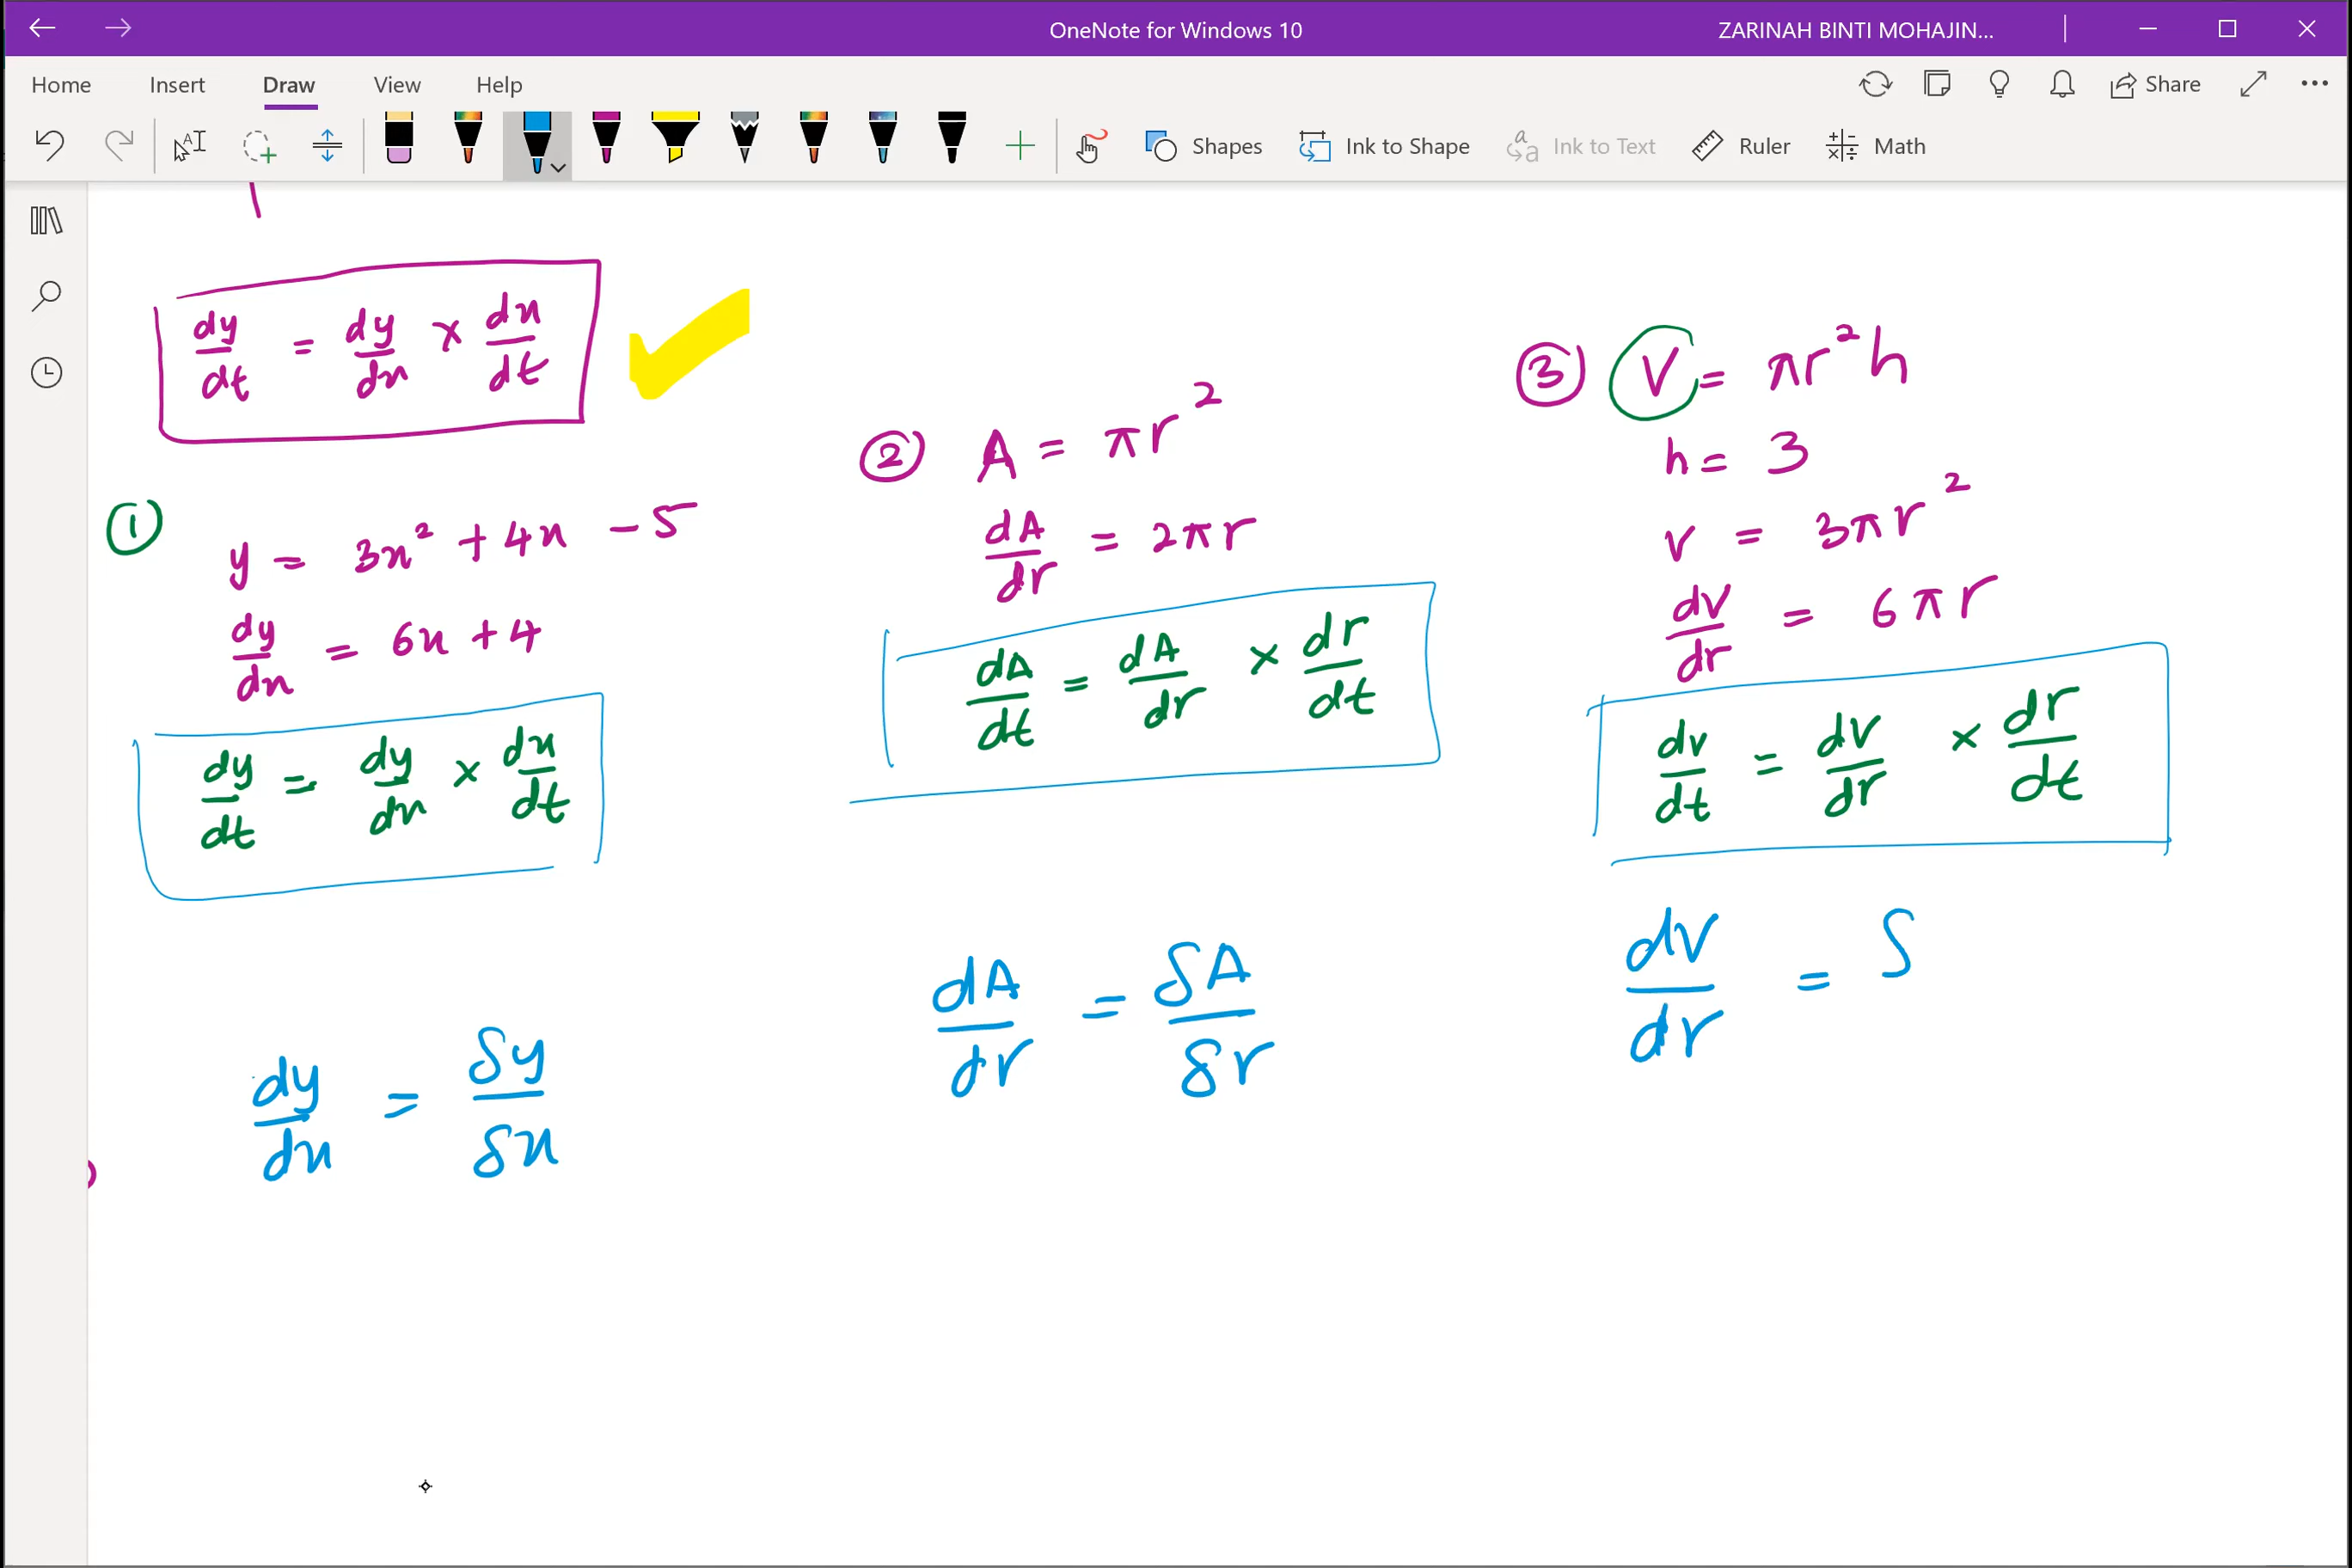 OneNote for Windows 10
ZARINAH BINTI MOHAJIN...
Home Insert Draw View Help
Share
Shapes Ink to Shape Ink to Text Ruler Math
dy/dt = dy/dx × dx/dt
① y = 3x² + 4x - 5
dy/dx = 6x + 4
dy/dt = dy/dx × dx/dt
dy/dx = δy/δx
② A = πr²
dA/dr = 2πr
dA/dt = dA/dr × dr/dt
dA/dr = δA/δr
③ V = πr²h
h = 3
V = 3πr²
dV/dr = 6πr
dV/dt = dV/dr × dr/dt
dV/dr = δ